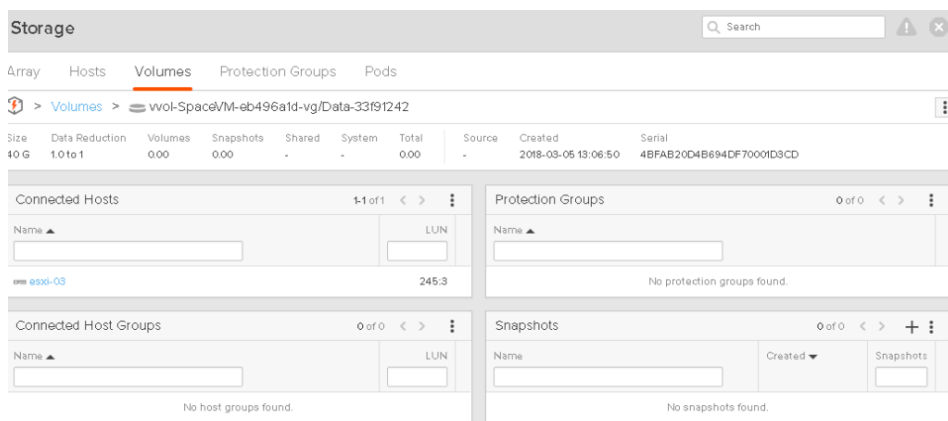 Storage
Search
Array Hosts Volumes Protection Groups Pods
> Volumes > vvol-SpaceVM-eb496a1d-vg/Data-33f91242
Size Data Reduction Volumes Snapshots Shared System Total Source Created Serial
40 G 1.0 to 1 0.00 0.00 - - 0.00 - 2018-03-05 13:06:50 4BFAB20D4B694DF70001D3CD
Connected Hosts 1-1 of 1 < >
Name LUN
esxi-03 245:3
Protection Groups 0 of 0 < >
Name
No protection groups found.
Connected Host Groups 0 of 0 < >
Name LUN
No host groups found.
Snapshots 0 of 0 < > +
Name Created Snapshots
No snapshots found.